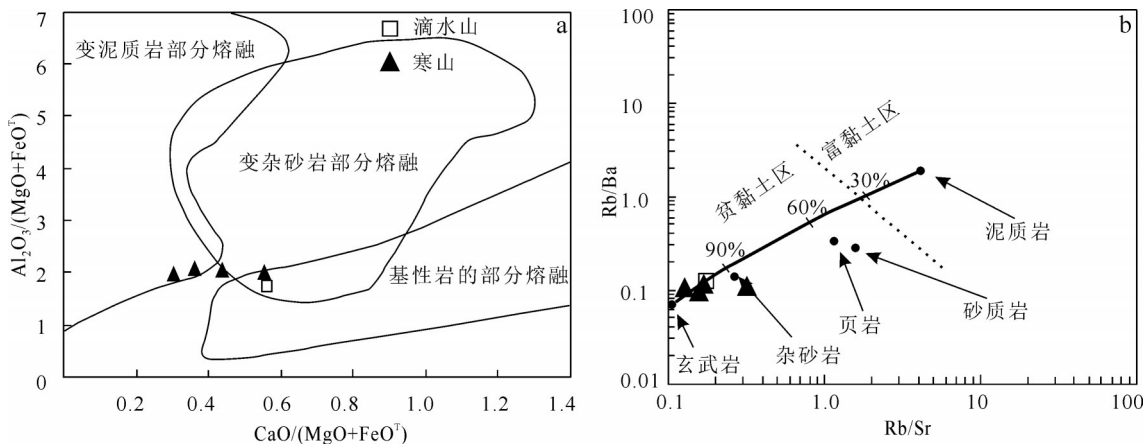 a
滴水山
寒山
变泥质岩部分熔融
变杂砂岩部分熔融
基性岩的部分熔融
Al₂O₃/(MgO+FeOᵀ)
7
6
5
4
3
2
1
0
0.2
0.4
0.6
0.8
1.0
1.2
1.4
CaO/(MgO+FeOᵀ)
b
富黏土区
贫黏土区
30%
60%
90%
泥质岩
砂质岩
页岩
杂砂岩
玄武岩
Rb/Ba
100
10
1.0
0.1
0.01
0.1
1.0
10
100
Rb/Sr